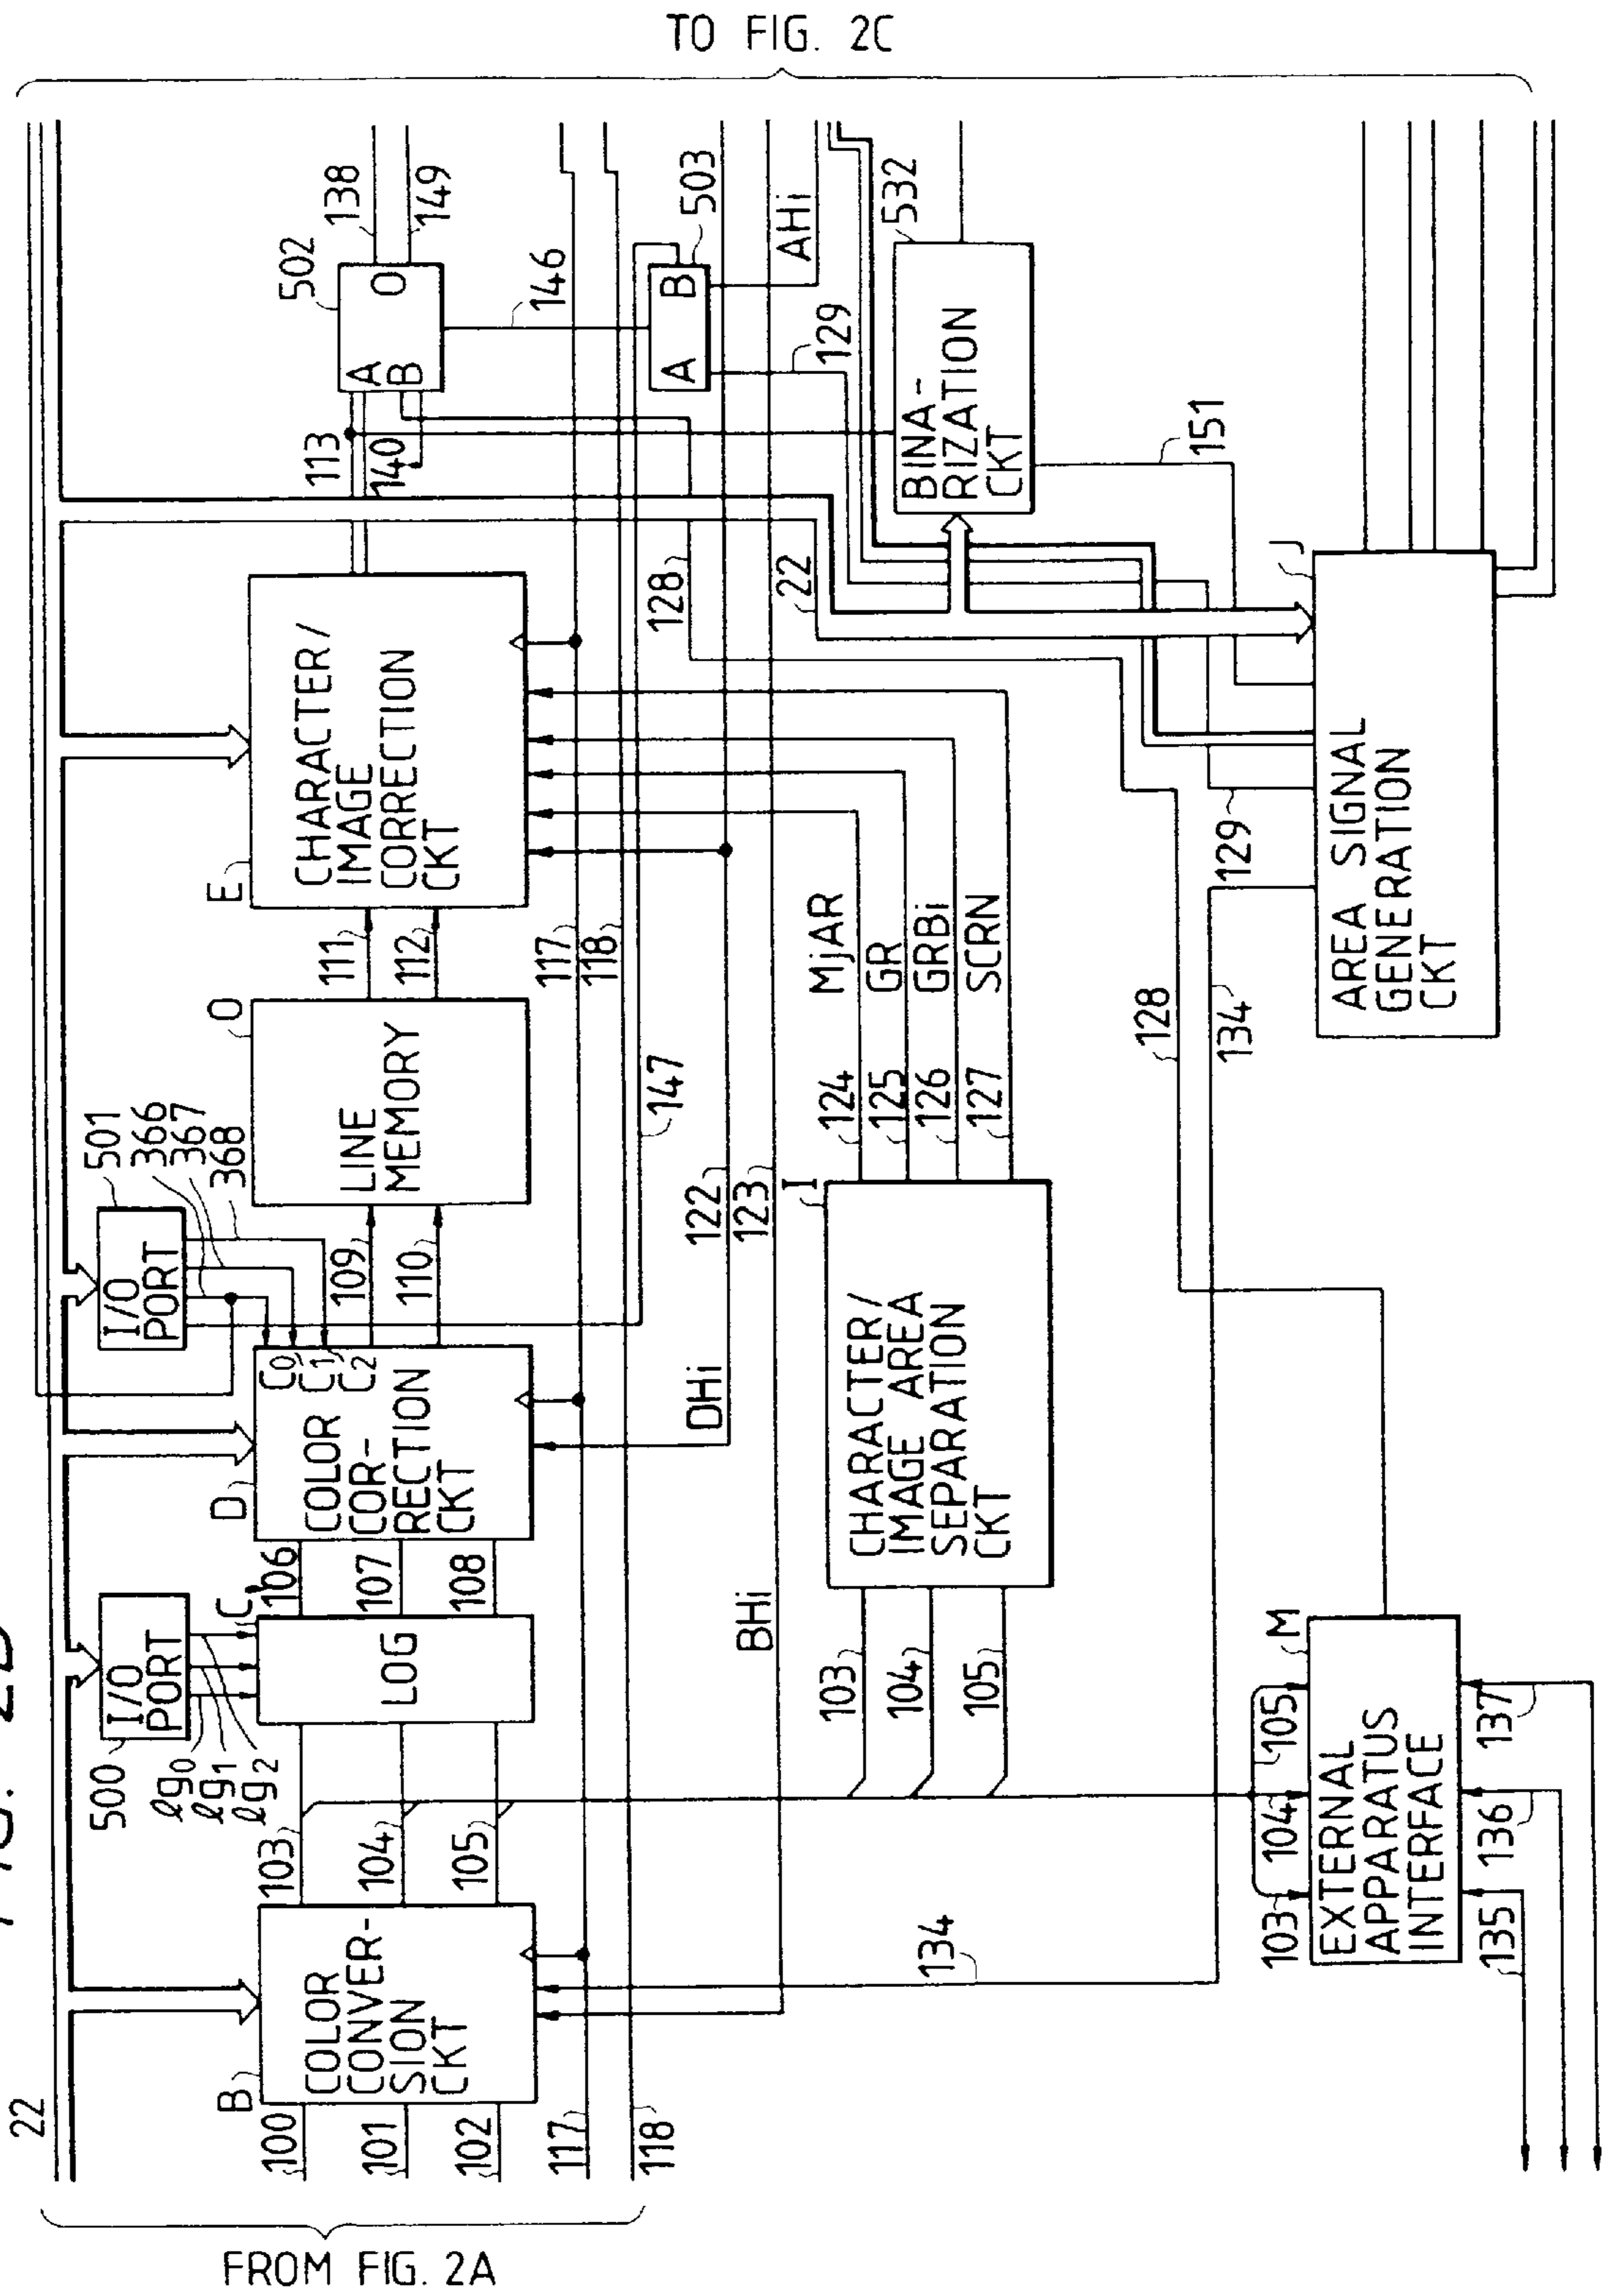 TO FIG. 2C
FROM FIG. 2A
22
B
COLOR
CONVER-
SION
CKT
100
101
102
117
118
103
104
105
500
I/O
PORT
lg0
lg1
lg2
C
LOG
106
107
108
D
COLOR
COR-
RECTION
CKT
C0
C1
C2
501
I/O
PORT
366
367
368
109
110
O
LINE
MEMORY
111
112
E
CHARACTER/
IMAGE
CORRECTION
CKT
113
140
502
A
B
O
138
149
146
503
A
B
AHi
129
147
117
118
DHi
122
123
BHi
128
22
532
BINA-
RIZATION
CKT
151
I
CHARACTER/
IMAGE AREA
SEPARATION
CKT
103
104
105
124
MjAR
125
GR
126
GRBi
127
SCRN
134
128
134
129
J
AREA SIGNAL
GENERATION
CKT
M
EXTERNAL
APPARATUS
INTERFACE
103
104
105
135
136
137